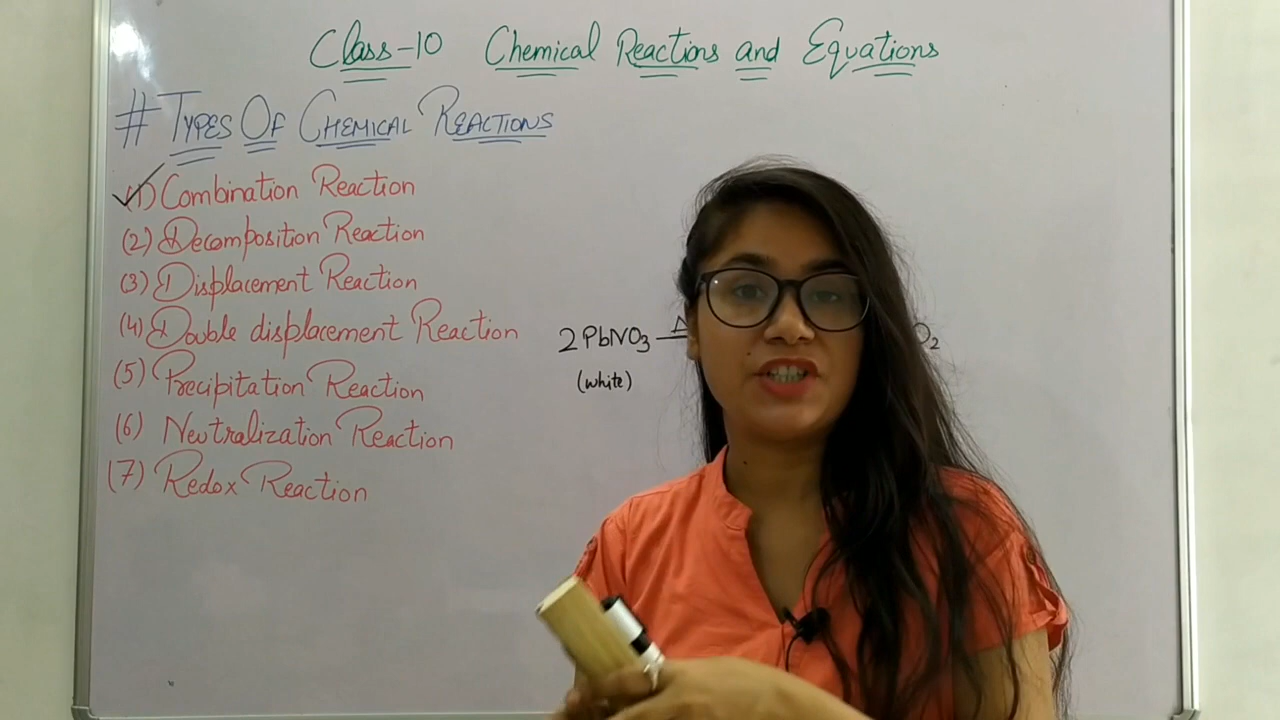 Class-10 Chemical Reactions and Equations
# TYPES OF CHEMICAL REACTIONS
(1) Combination Reaction
(2) Decomposition Reaction
(3) Displacement Reaction
(4) Double displacement Reaction
(5) Precipitation Reaction
(6) Neutralization Reaction
(7) Redox Reaction
2PbNO3 Δ O2
(white)